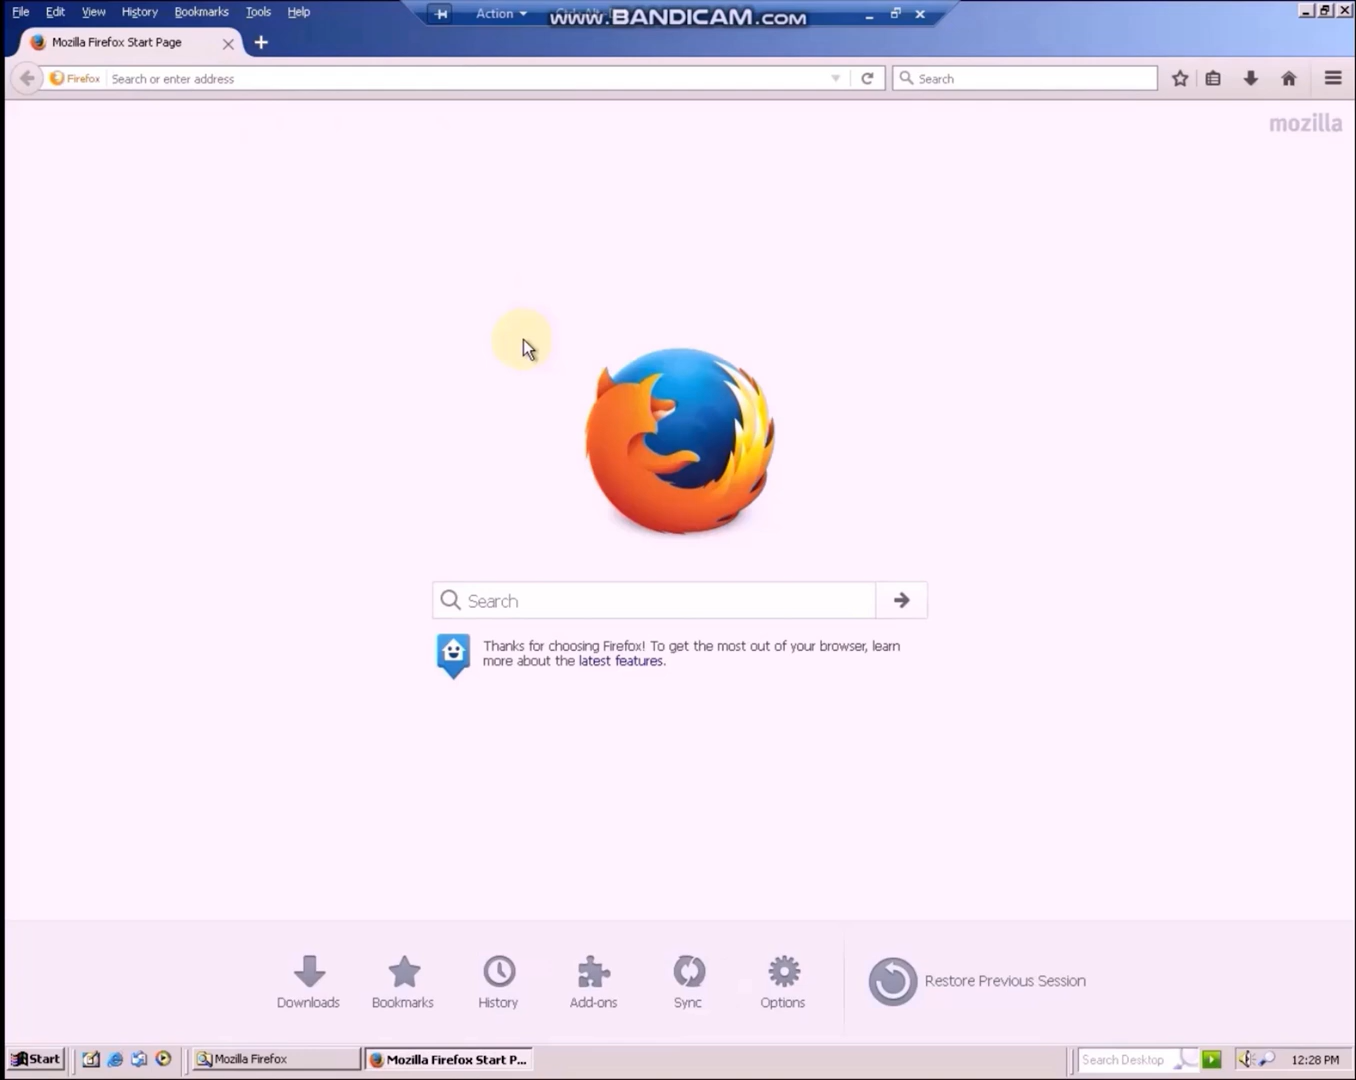 File Edit View History Bookmarks Tools Help
Action
www.BANDICAM.com
Mozilla Firefox Start Page
Firefox Search or enter address
Search
mozilla
Search
Thanks for choosing Firefox! To get the most out of your browser, learn
more about the latest features.
Downloads Bookmarks History Add-ons Sync Options Restore Previous Session
Start Mozilla Firefox Mozilla Firefox Start P... Search Desktop 12:28 PM